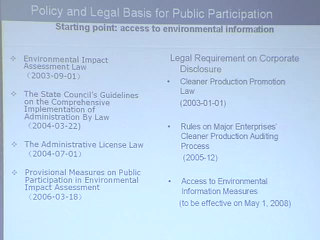 Policy and Legal Basis for Public Participation
Starting point: access to environmental information
Environmental Impact
Assessment Law
(2003-09-01)
The State Council's Guidelines
on the Comprehensive
Implementation of
Administration By Law
(2004-03-22)
The Administrative License Law
(2004-07-01)
Provisional Measures on Public
Participation in Environmental
Impact Assessment
(2006-03-18)
Legal Requirement on Corporate
Disclosure
• Cleaner Production Promotion
Law
(2003-01-01)
• Rules on Major Enterprises'
Cleaner Production Auditing
Process
(2005-12)
• Access to Environmental
Information Measures
(to be effective on May 1, 2008)